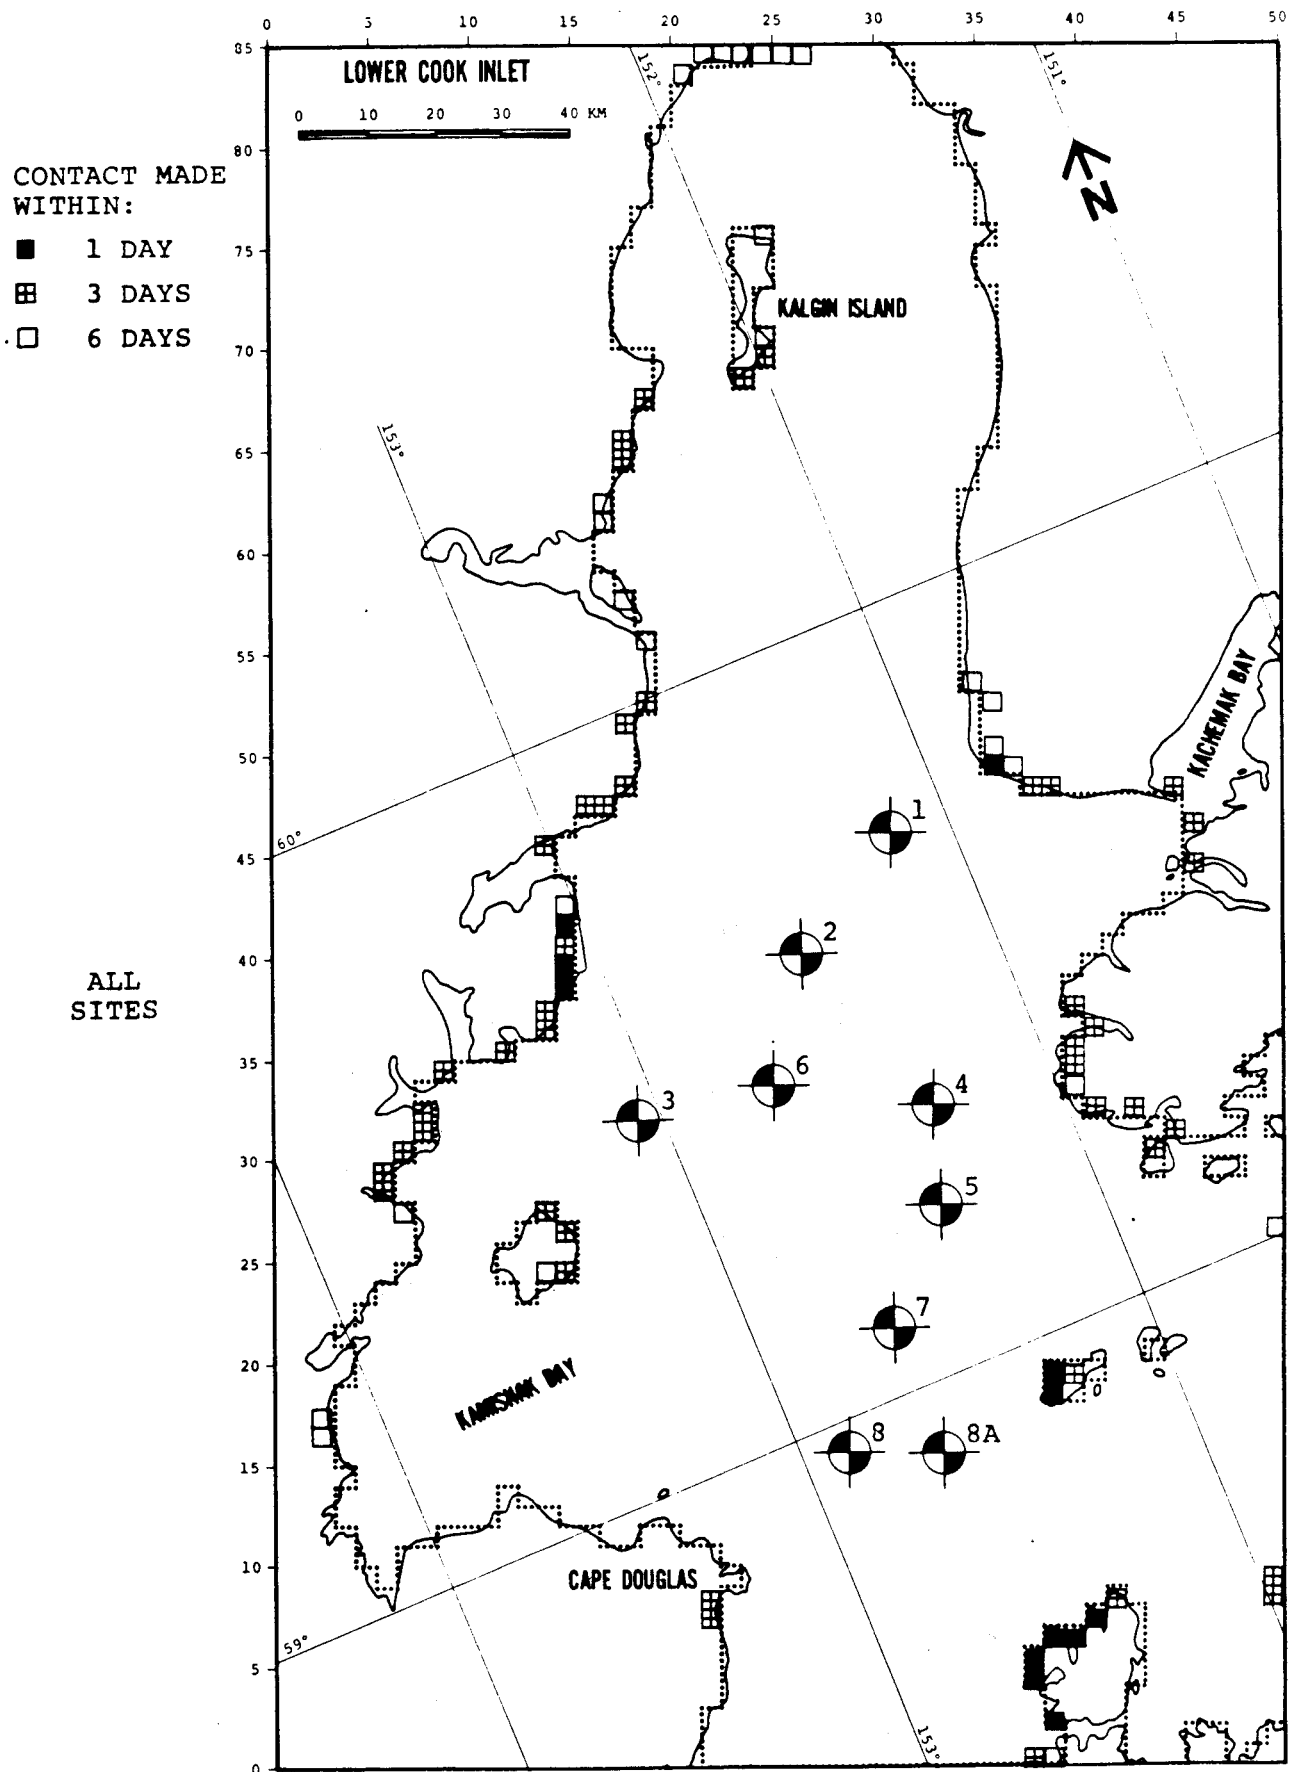 0 5 10 15 20 25 30 35 40 45 50
85
LOWER COOK INLET
152°
151°
0 10 20 30 40 KM
80
N
CONTACT MADE
WITHIN:
1 DAY
3 DAYS
6 DAYS
75
KALGIN ISLAND
70
65
153°
60
55
KACHEMAK BAY
50
60°
45
1
2
40
ALL
SITES
35
6
3
4
5
30
25
7
20
KAMISHAK BAY
8
8A
15
10
CAPE DOUGLAS
59°
5
153°
0